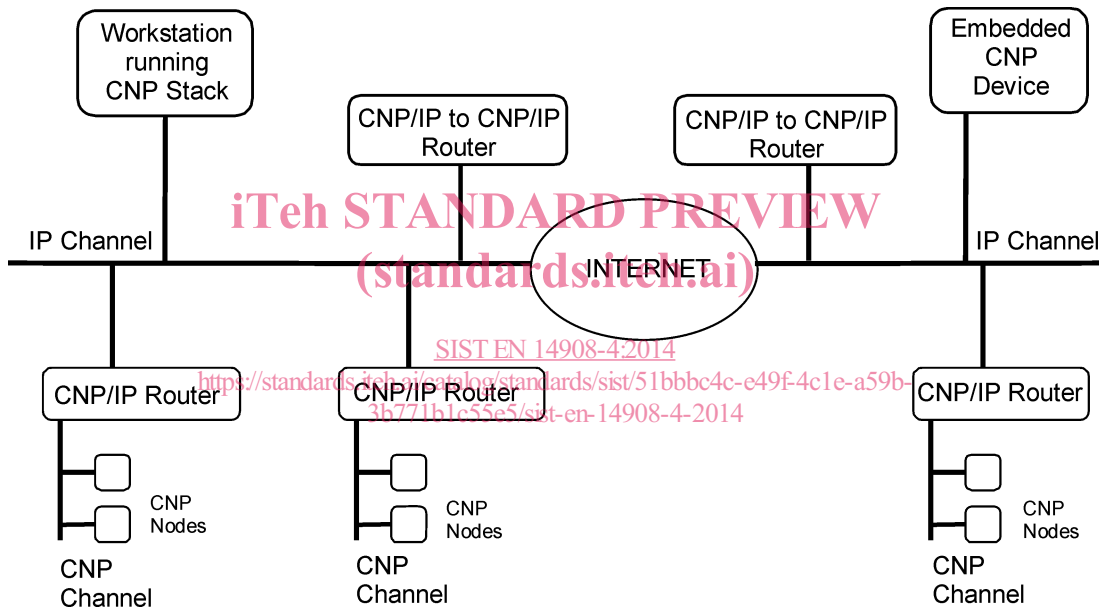 Workstation
running
CNP Stack
Embedded
CNP
Device
CNP/IP to CNP/IP
Router
CNP/IP to CNP/IP
Router
iTeh STANDARD PREVIEW
IP Channel
IP Channel
INTERNET
(standards.iteh.ai)
SIST EN 14908-4:2014
https://standards.iteh.ai/catalog/standards/sist/51bbbc4c-e49f-4c1e-a59b-
3b771b1c55e5/sist-en-14908-4-2014
CNP/IP Router
CNP/IP Router
CNP/IP Router
CNP
Nodes
CNP
Nodes
CNP
Nodes
CNP
Channel
CNP
Channel
CNP
Channel